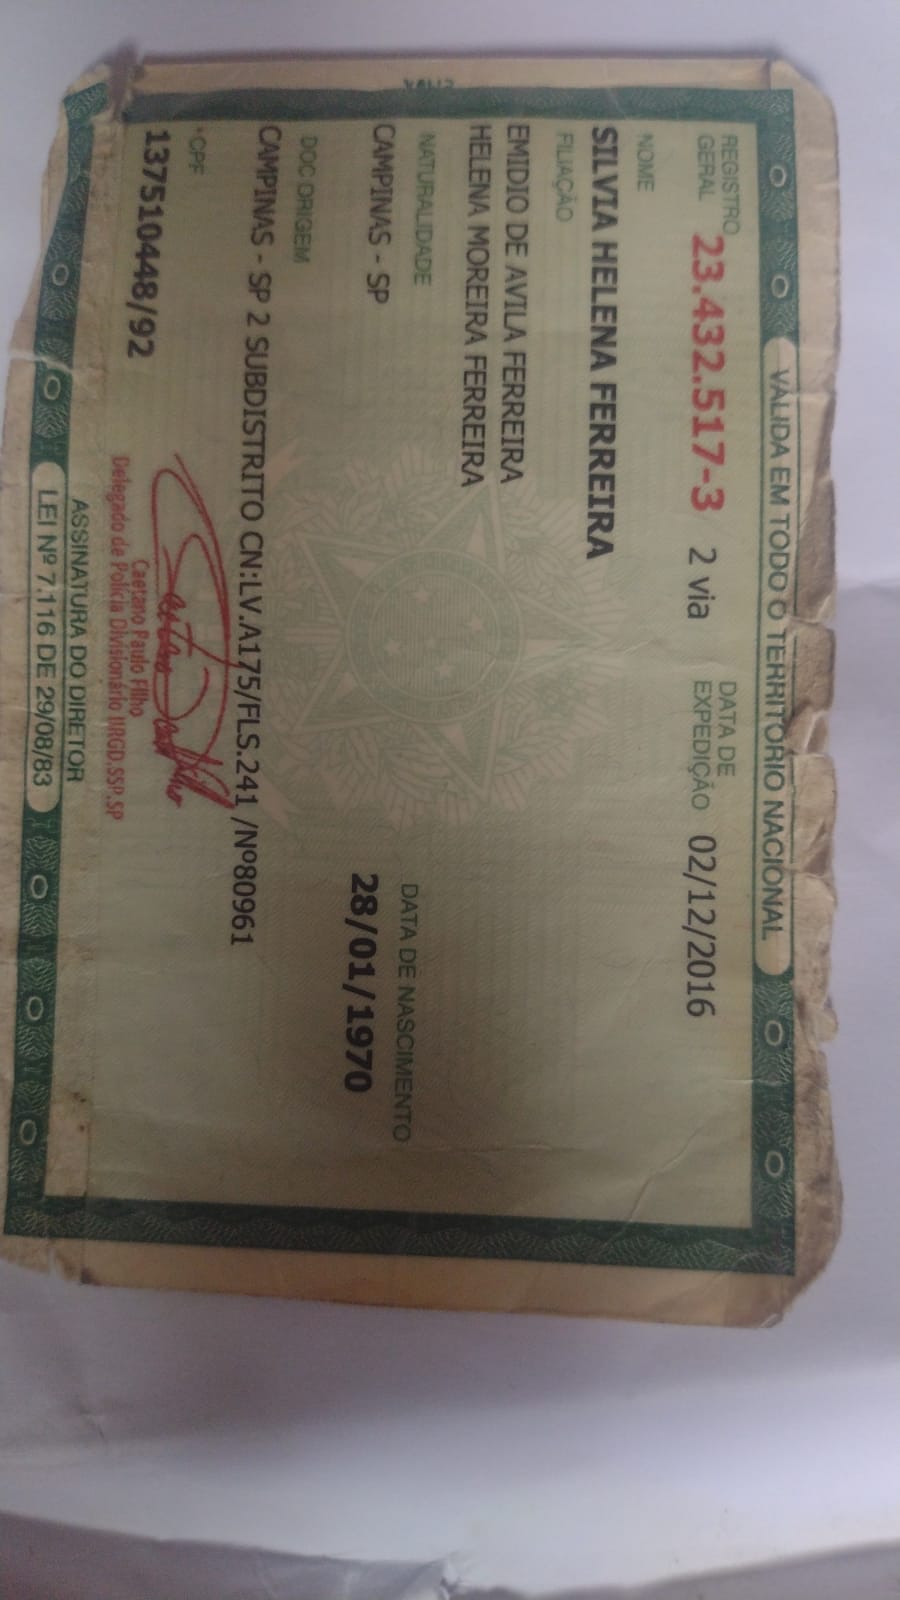 VÁLIDA EM TODO O TERRITÓRIO NACIONAL
REGISTRO GERAL 23.432.517-3 2 via DATA DE EXPEDIÇÃO 02/12/2016
NOME
SILVIA HELENA FERREIRA
FILIAÇÃO
EMIDIO DE AVILA FERREIRA
HELENA MOREIRA FERREIRA
NATURALIDADE DATA DE NASCIMENTO
CAMPINAS - SP 28/01/1970
DOC ORIGEM
CAMPINAS - SP 2 SUBDISTRITO CN:LV.A175/FLS.241 /Nº80961
CPF
137510448/92
Caetano Paulo Filho
Delegado de Polícia Divisionário IIRGD.SSP.SP
ASSINATURA DO DIRETOR
LEI Nº 7.116 DE 29/08/83